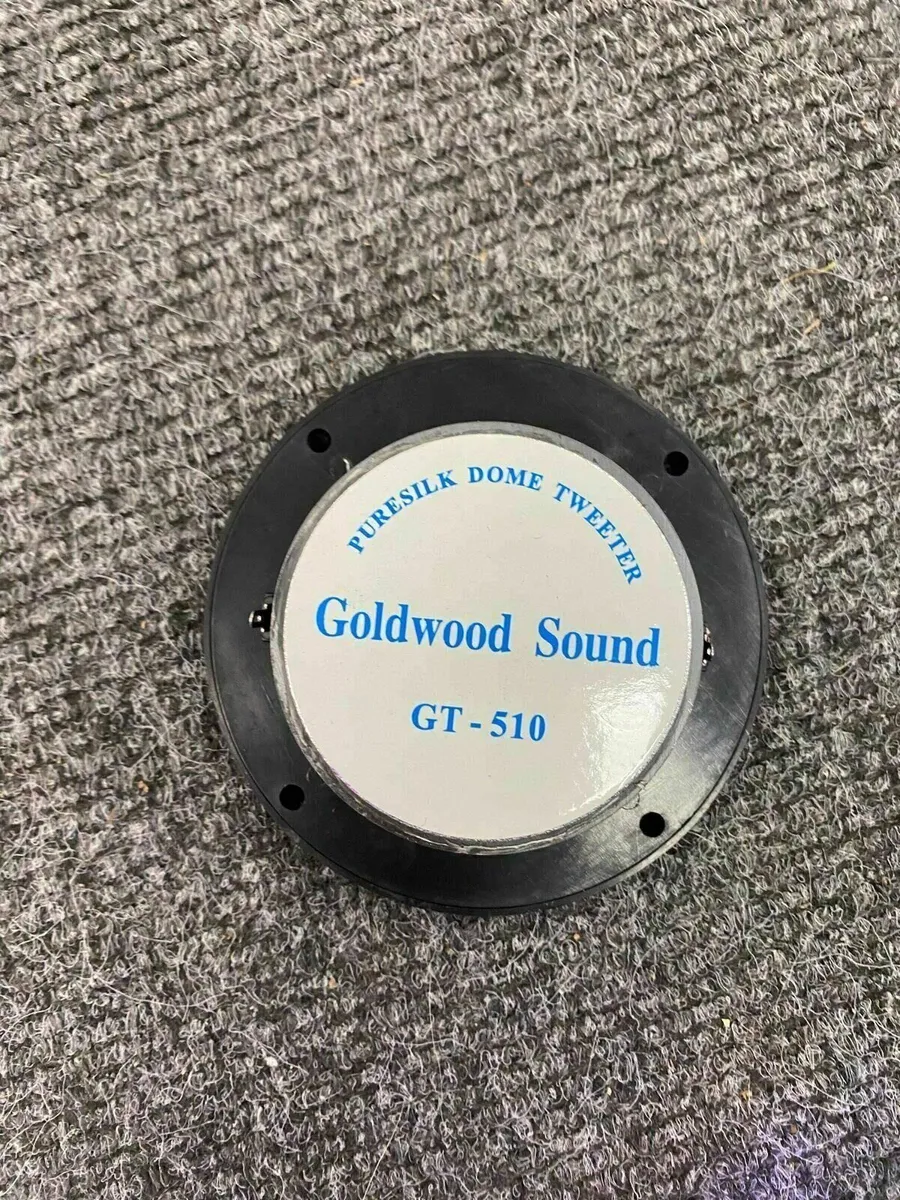 PURESILK DOME TWEETER
Goldwood Sound
GT - 510